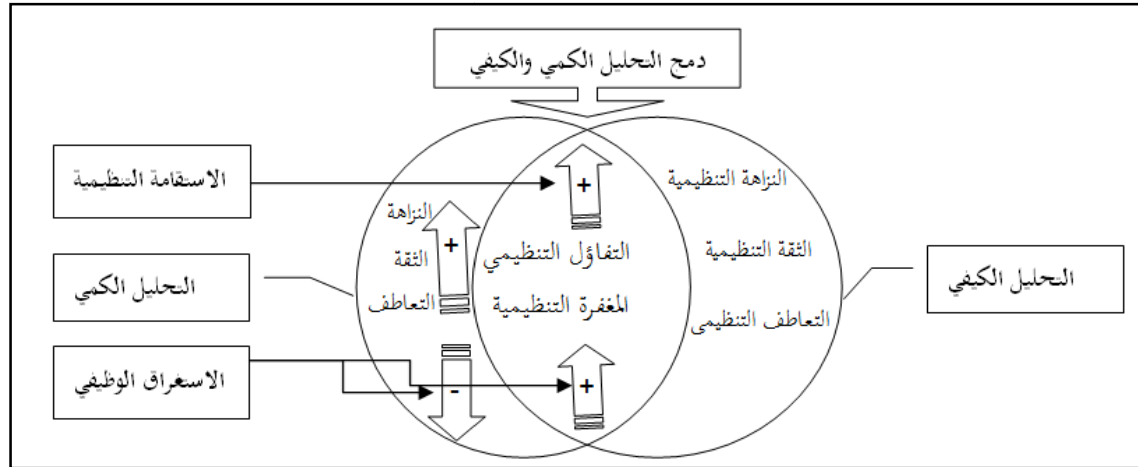 دمج التحليل الكمي والكيفي
الاستقامة التنظيمية
+
النزاهة التنظيمية
النزاهة
+
الثقة
التفاؤل التنظيمي
الثقة التنظيمية
التحليل الكمي
التعاطف
المغفرة التنظيمية
التعاطف التنظيمى
التحليل الكيفي
الاستغراق الوظيفي
-
+